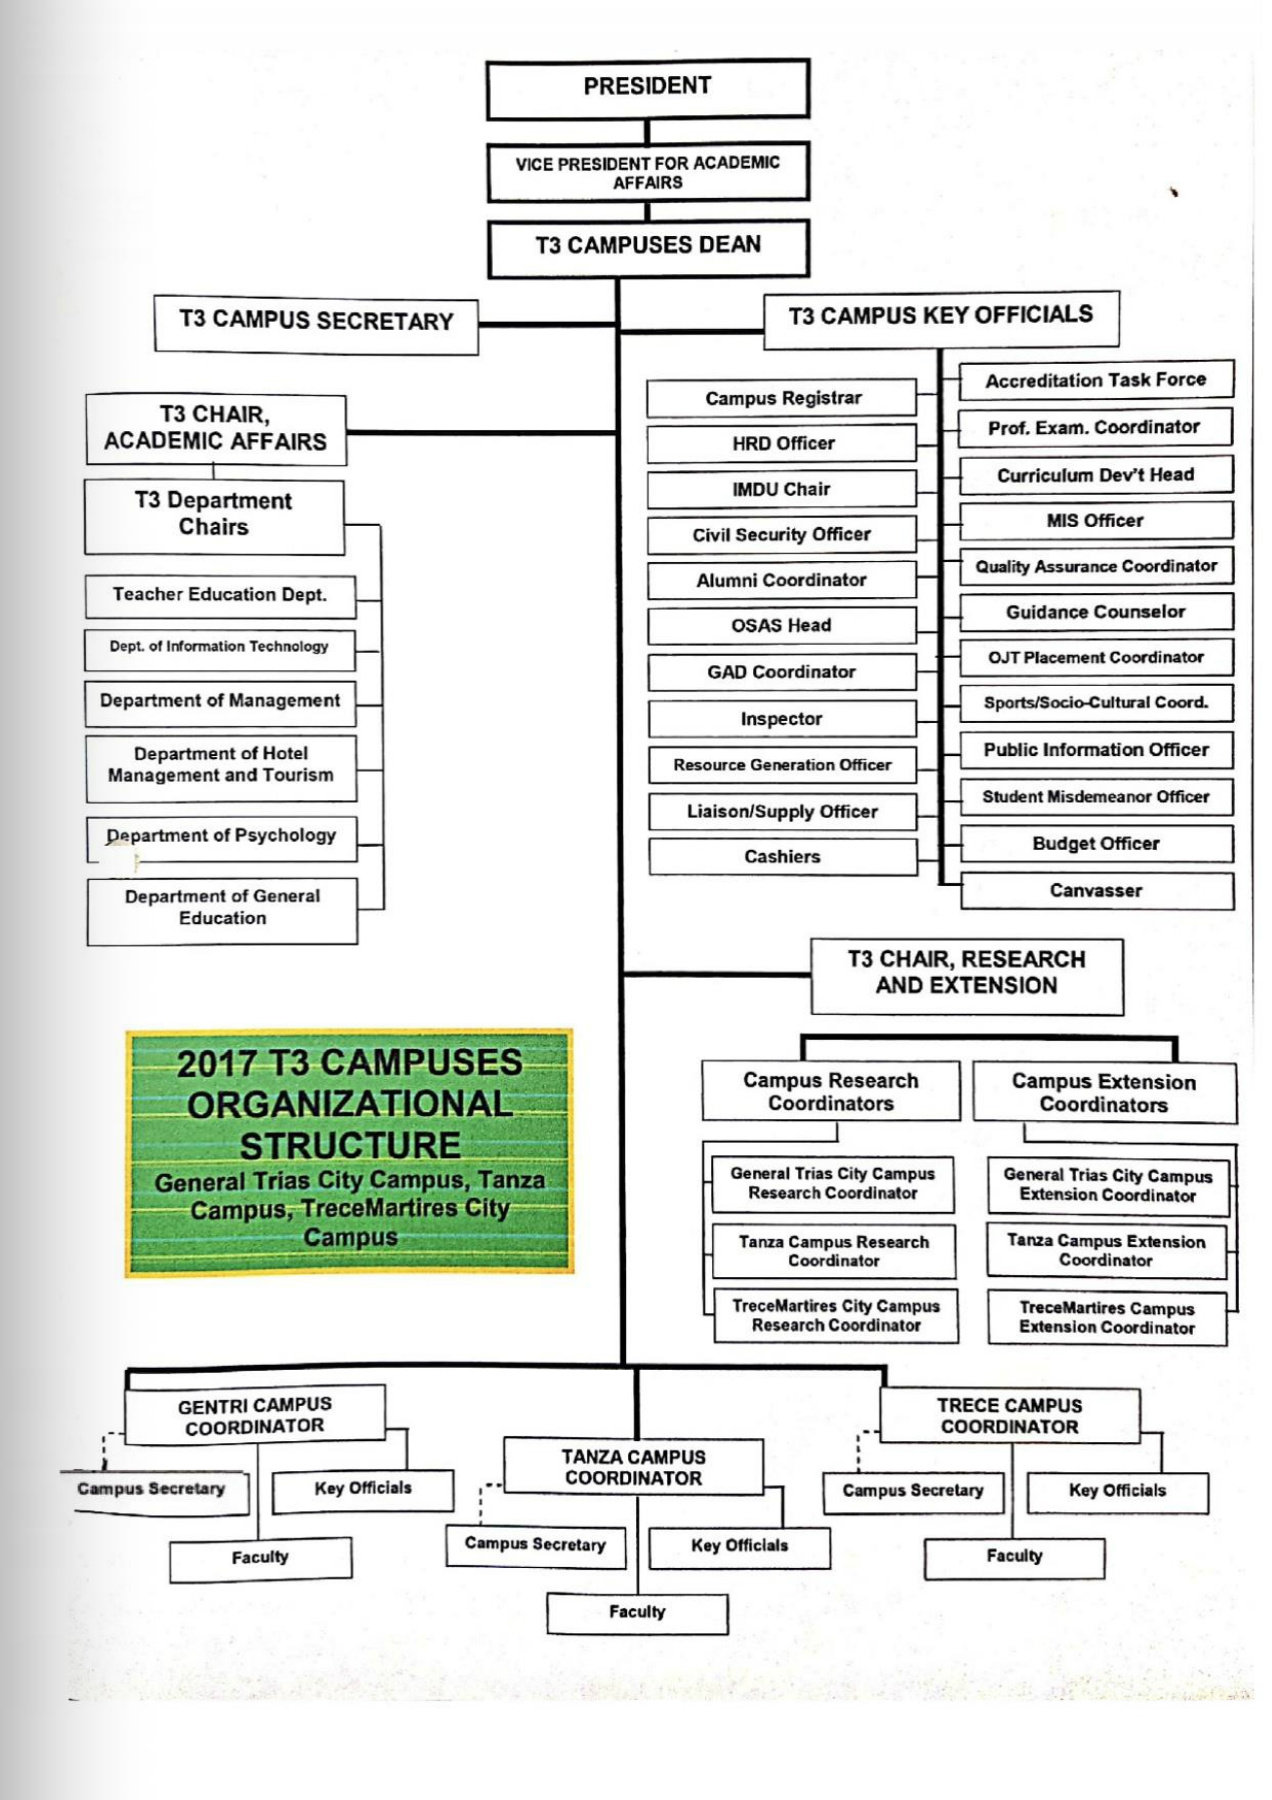 PRESIDENT
VICE PRESIDENT FOR ACADEMIC
AFFAIRS
T3 CAMPUSES DEAN
T3 CAMPUS SECRETARY
T3 CAMPUS KEY OFFICIALS
T3 CHAIR,
ACADEMIC AFFAIRS
T3 Department
Chairs
Teacher Education Dept.
Dept. of Information Technology
Department of Management
Department of Hotel
Management and Tourism
Department of Psychology
Department of General
Education
Campus Registrar
HRD Officer
IMDU Chair
Civil Security Officer
Alumni Coordinator
OSAS Head
GAD Coordinator
Inspector
Resource Generation Officer
Liaison/Supply Officer
Cashiers
Accreditation Task Force
Prof. Exam. Coordinator
Curriculum Dev't Head
MIS Officer
Quality Assurance Coordinator
Guidance Counselor
OJT Placement Coordinator
Sports/Socio-Cultural Coord.
Public Information Officer
Student Misdemeanor Officer
Budget Officer
Canvasser
T3 CHAIR, RESEARCH
AND EXTENSION
Campus Research
Coordinators
Campus Extension
Coordinators
General Trias City Campus
Research Coordinator
Tanza Campus Research
Coordinator
TreceMartires City Campus
Research Coordinator
General Trias City Campus
Extension Coordinator
Tanza Campus Extension
Coordinator
TreceMartires Campus
Extension Coordinator
2017 T3 CAMPUSES
ORGANIZATIONAL
STRUCTURE
General Trias City Campus, Tanza
Campus, TreceMartires City
Campus
GENTRI CAMPUS
COORDINATOR
Campus Secretary
Key Officials
Faculty
TANZA CAMPUS
COORDINATOR
Campus Secretary
Key Officials
Faculty
TRECE CAMPUS
COORDINATOR
Campus Secretary
Key Officials
Faculty